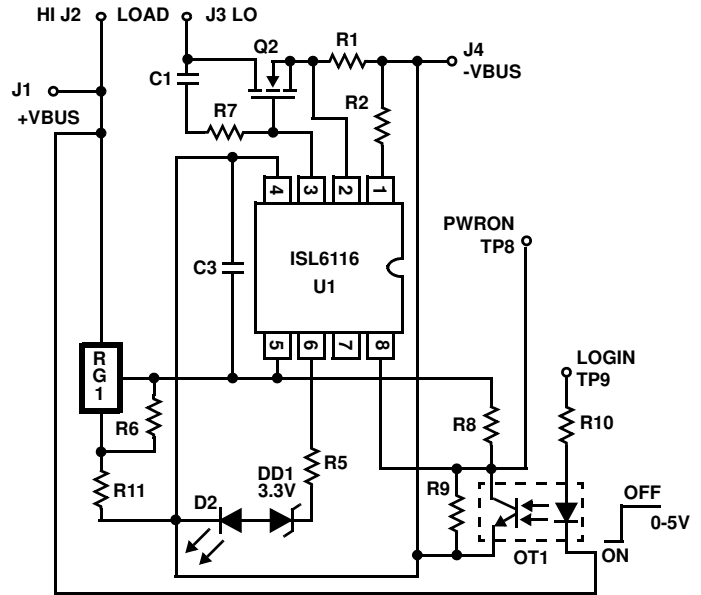 HI J2 LOAD J3 LO
Q2
R1
J4
-VBUS
J1
+VBUS
C1
R2
R7
4 3 2 1
PWRON
TP8
ISL6116
U1
C3
5 6 7 8
RG1
LOGIN
TP9
R6
R8
R10
R11
R5
DD1
3.3V
D2
R9
OFF
0-5V
ON
OT1